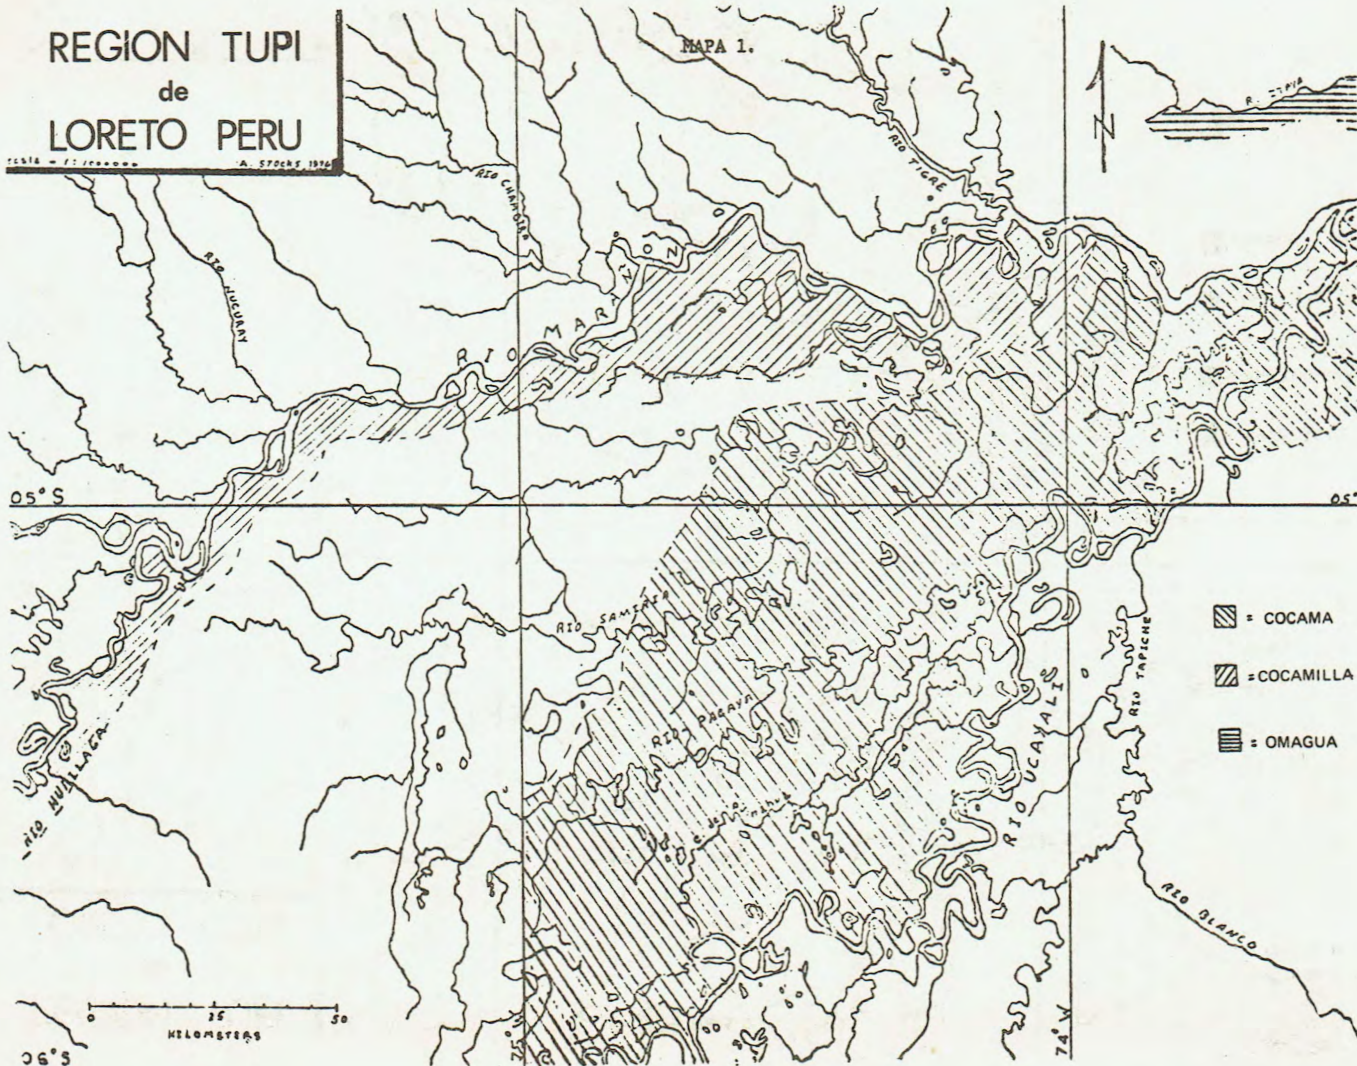 REGION TUPI
de
LORETO PERU
A. STOCKS, 1976
MAPA 1.
R. ITAYA
N
RIO TIGRE
RIO CHAMBIRA
RIO NUCURAY
RIO MARAÑON
05° S
05°
RIO SAMIRIA
= COCAMA
= COCAMILLA
= OMAGUA
RIO PACAYA
RIO TAPICHE
RIO UCAYALI
RIO HUALLAGA
RIO BLANCO
0 25 50
KILOMETERS
06°S
75°
74° W